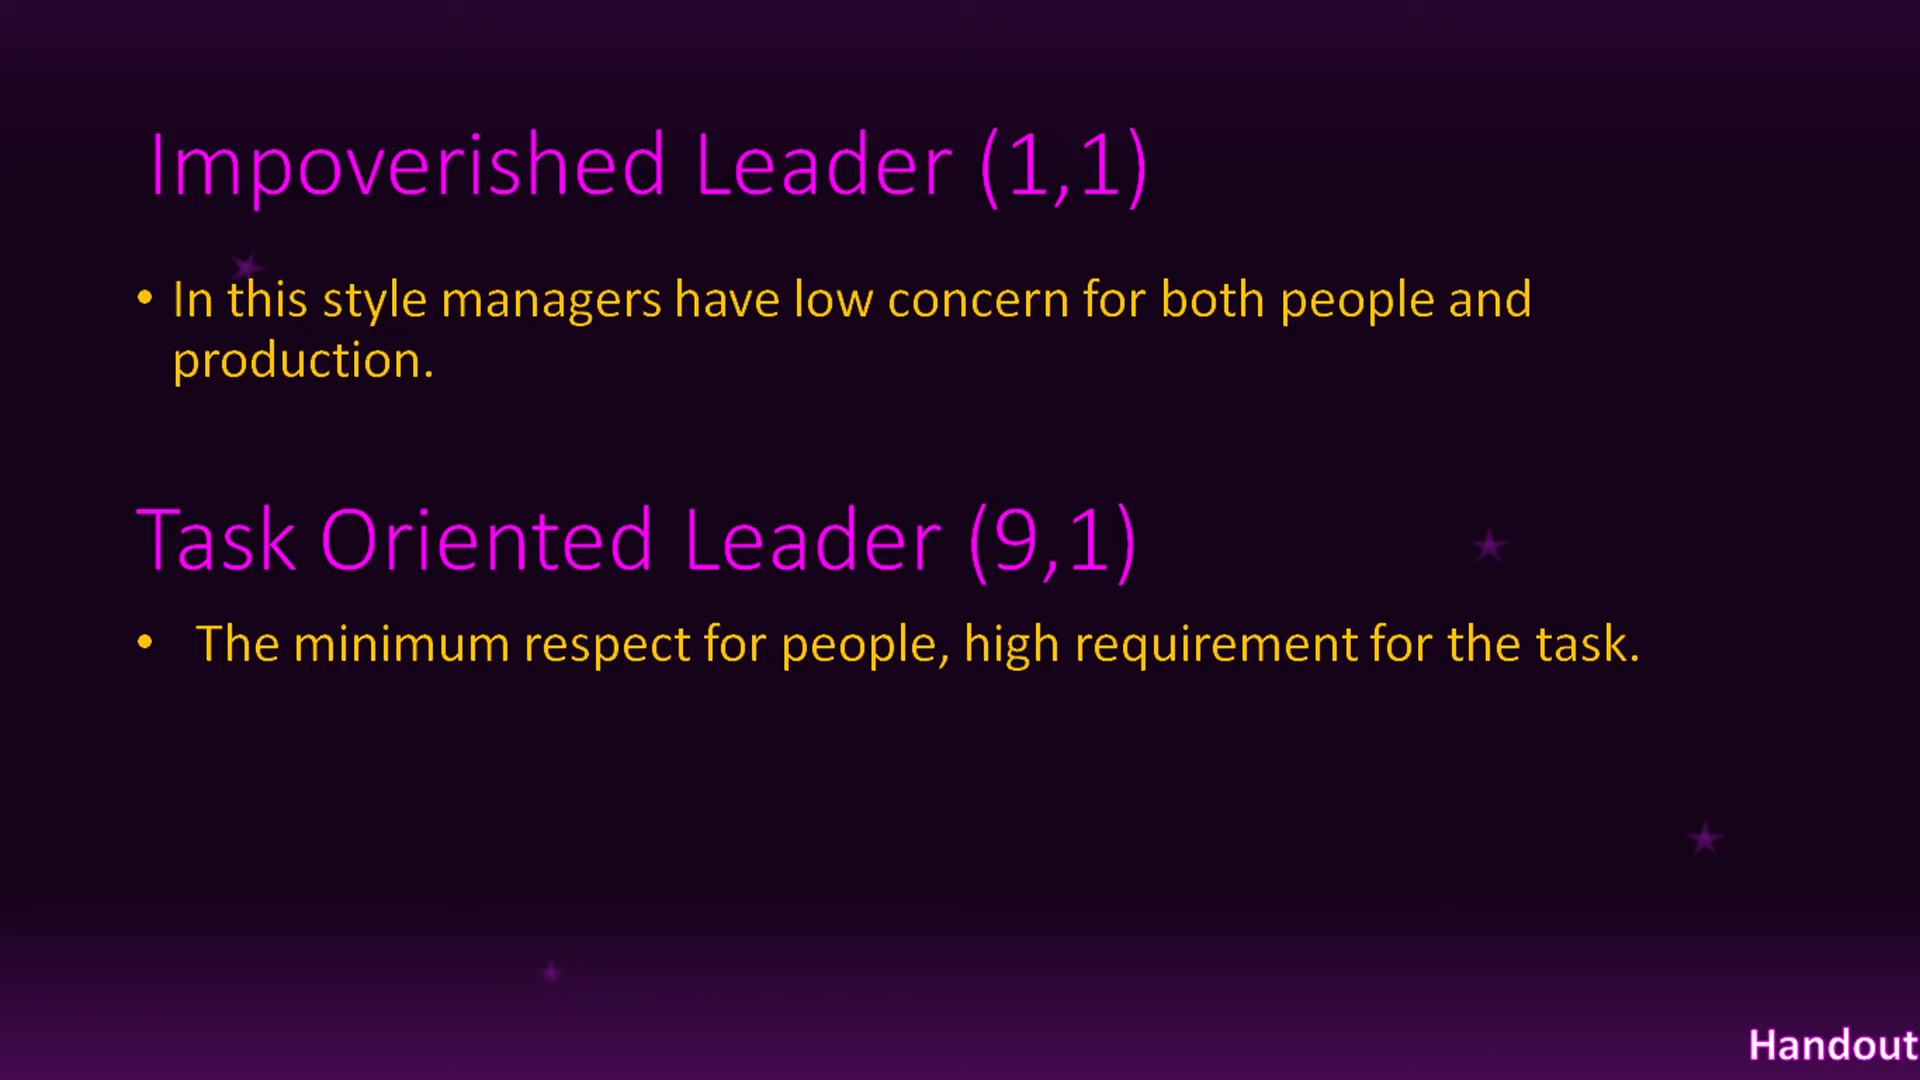 Impoverished Leader (1,1)
• In this style managers have low concern for both people and
production.
Task Oriented Leader (9,1)
• The minimum respect for people, high requirement for the task.
Handout